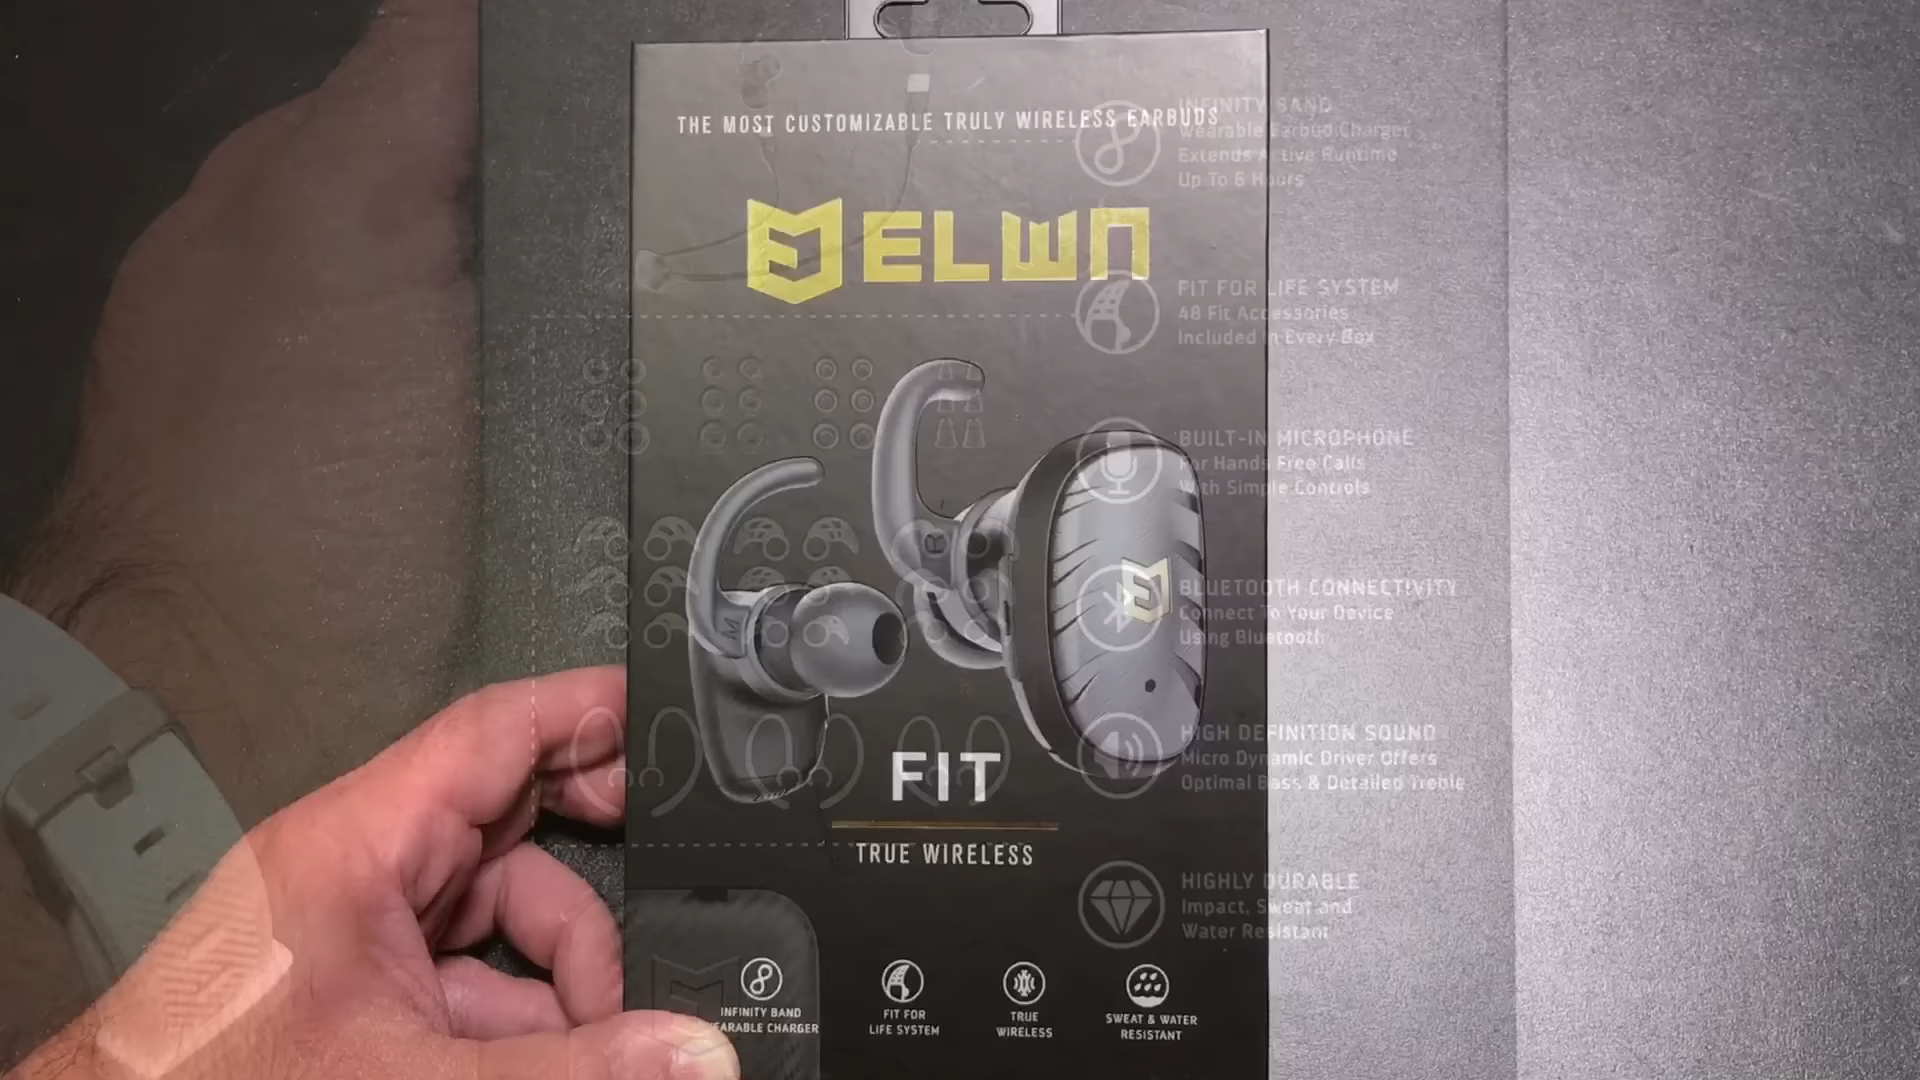 THE MOST CUSTOMIZABLE TRULY WIRELESS EARBUDS
ELWN
FIT
TRUE WIRELESS
INFINITY BAND
WEARABLE CHARGER
FIT FOR
LIFE SYSTEM
TRUE
WIRELESS
SWEAT & WATER
RESISTANT
R
M
INFINITY BAND
Wearable Earbud Charger
Extends Active Runtime
Up To 6 Hours
FIT FOR LIFE SYSTEM
48 Fit Accessories
Included In Every Box
BUILT-IN MICROPHONE
For Hands Free Calls
With Simple Controls
BLUETOOTH CONNECTIVITY
Connect To Your Device
Using Bluetooth
HIGH DEFINITION SOUND
Micro Dynamic Driver Offers
Optimal Bass & Detailed Treble
HIGHLY DURABLE
Impact, Sweat and
Water Resistant